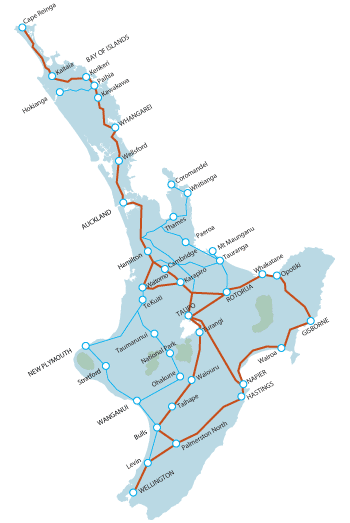 Cape Reinga
BAY OF ISLANDS
Kaitaia
Kerikeri
Paihia
Kawakawa
Hokianga
WHANGAREI
Wellsford
Coromandel
Whitianga
AUCKLAND
Thames
Paeroa
Mt Maunganu
Tauranga
Hamilton
Cambridge
Whakatane
Opotiki
Karapiro
Waitomo
ROTORUA
Te Kuiti
TAUPO
GISBORNE
Turangi
Taumarunui
NEW PLYMOUTH
National Park
Wairoa
Stratford
Ohakune
Waiouru
NAPIER
HASTINGS
WANGANUI
Taihape
Bulls
Palmerston North
Levin
WELLINGTON